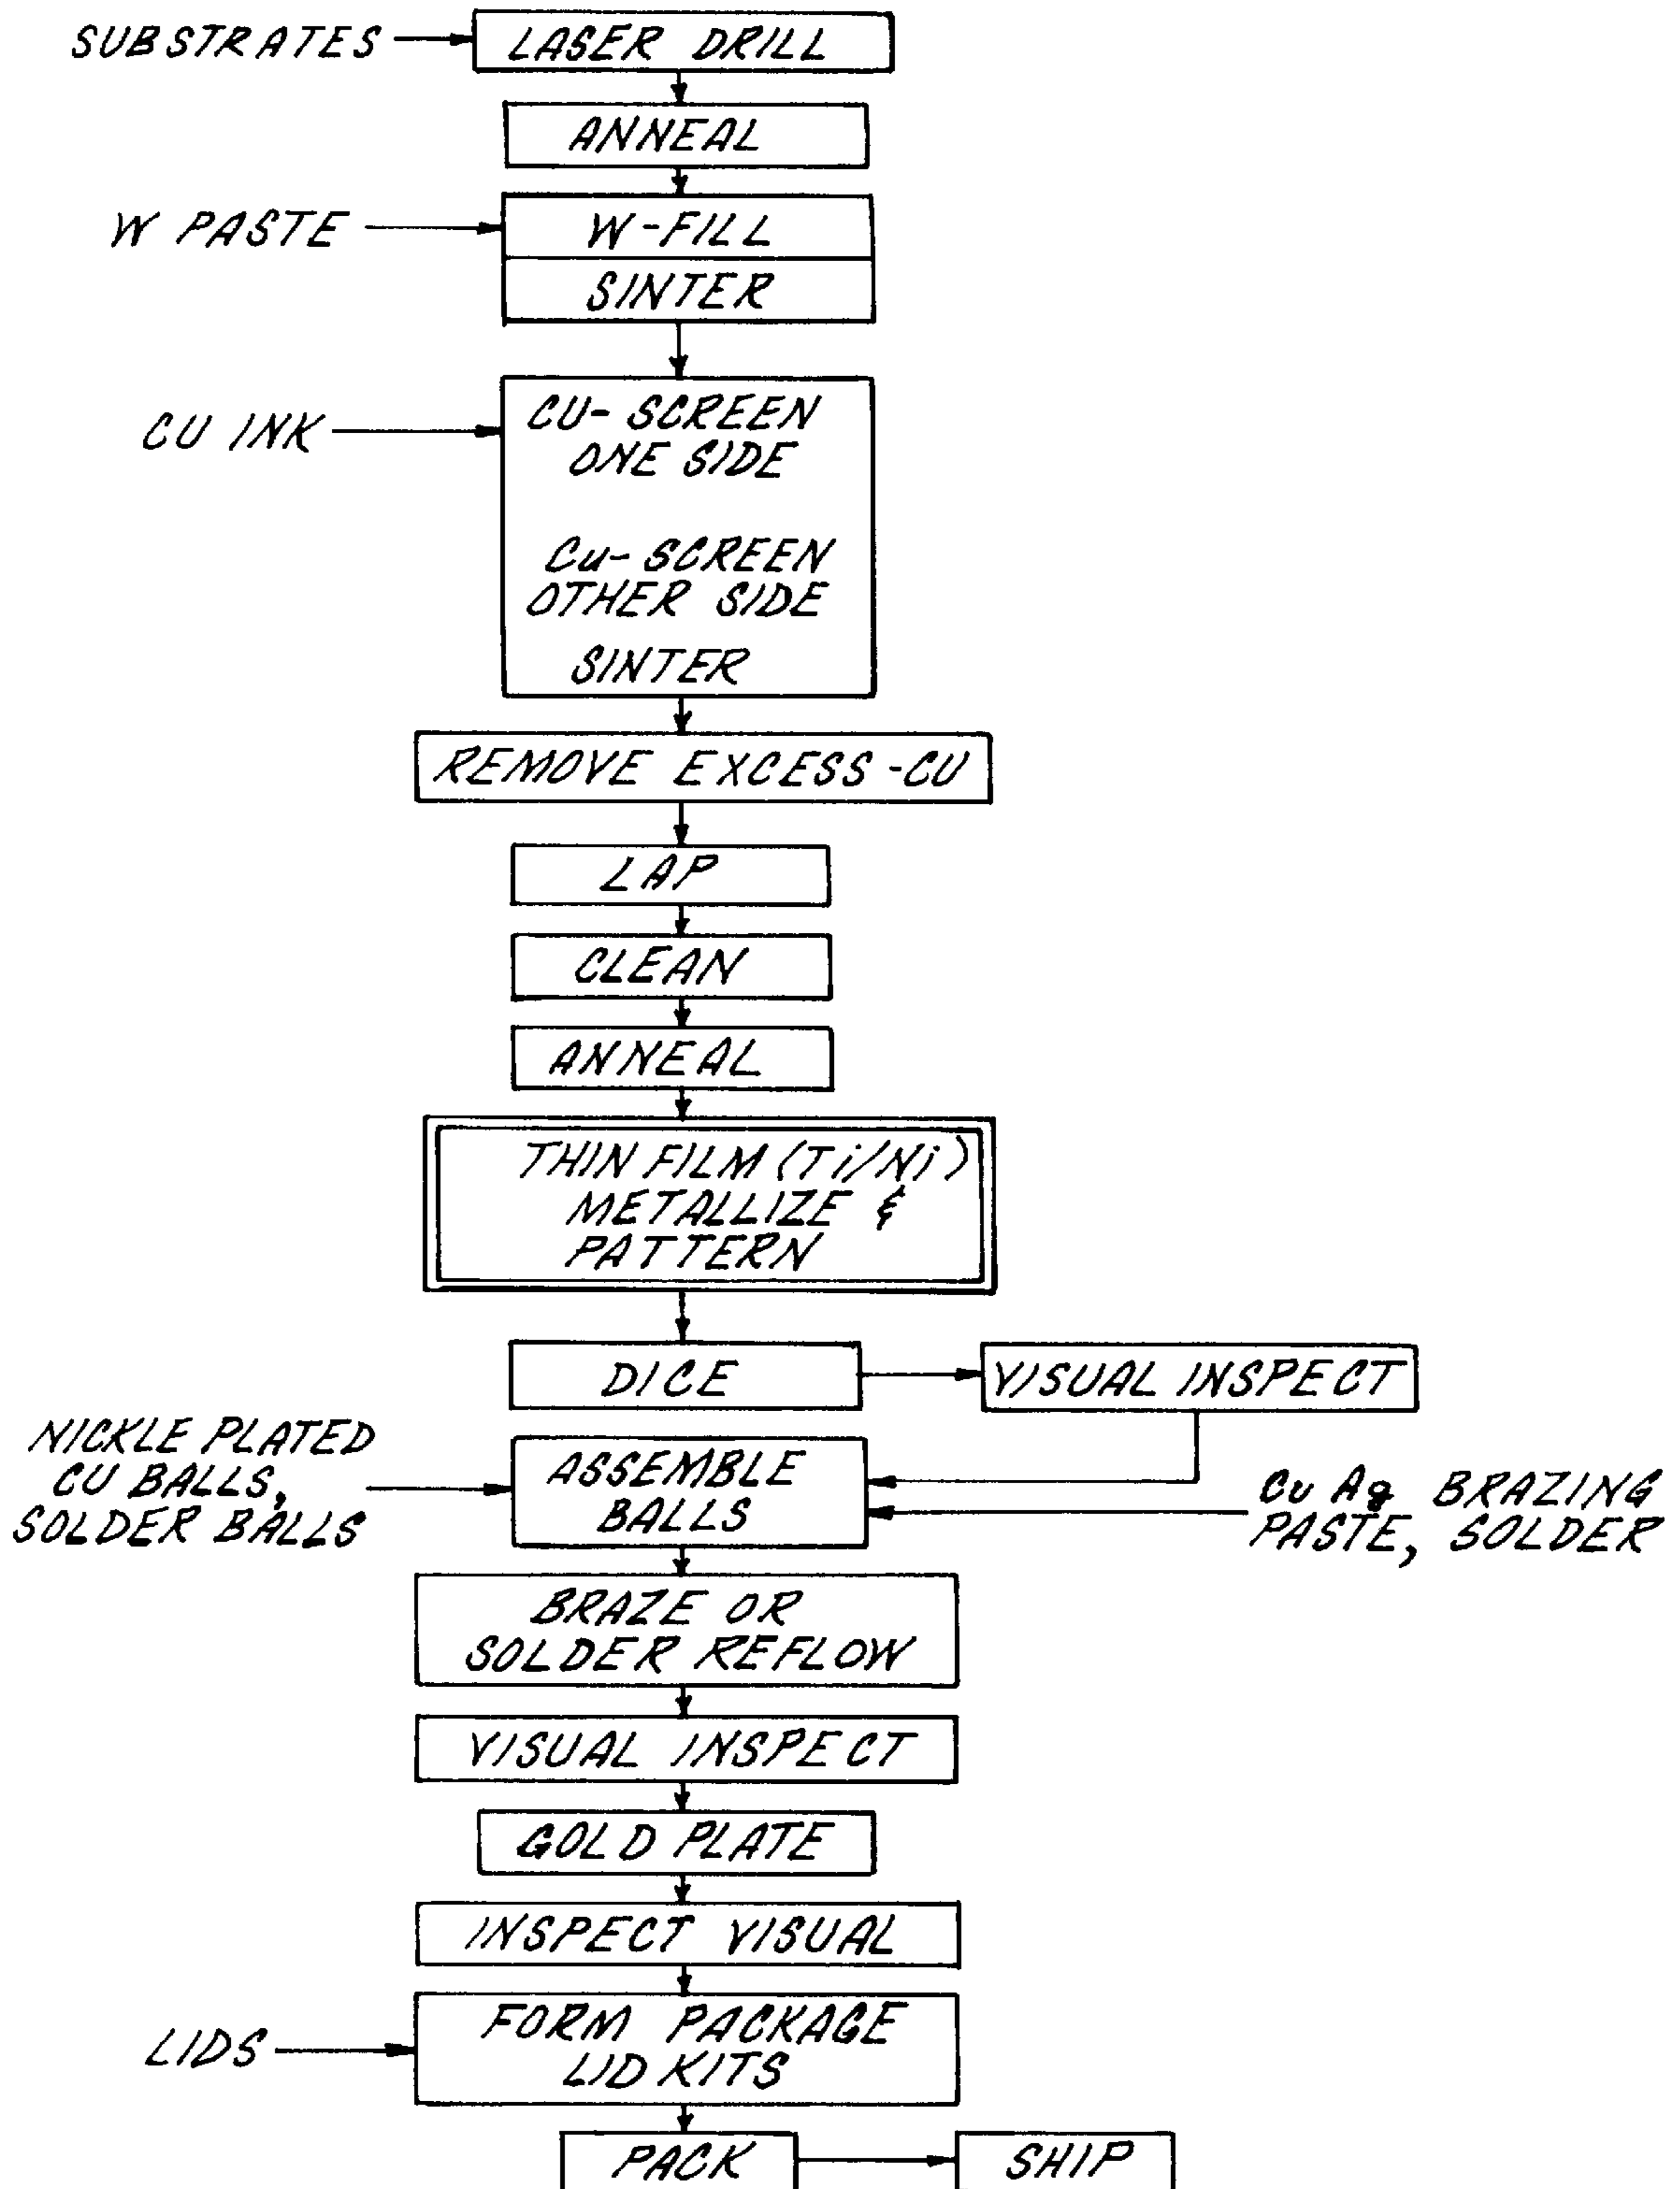 SUBSTRATES
LASER DRILL
ANNEAL
W PASTE
W-FILL
SINTER
CU INK
CU-SCREEN
ONE SIDE
Cu-SCREEN
OTHER SIDE
SINTER
REMOVE EXCESS-CU
LAP
CLEAN
ANNEAL
THIN FILM (Ti/Ni)
METALLIZE &
PATTERN
DICE
VISUAL INSPECT
NICKLE PLATED
CU BALLS,
SOLDER BALLS
ASSEMBLE
BALLS
Cu Ag BRAZING
PASTE, SOLDER
BRAZE OR
SOLDER REFLOW
VISUAL INSPECT
GOLD PLATE
INSPECT VISUAL
LIDS
FORM PACKAGE
LID KITS
PACK
SHIP